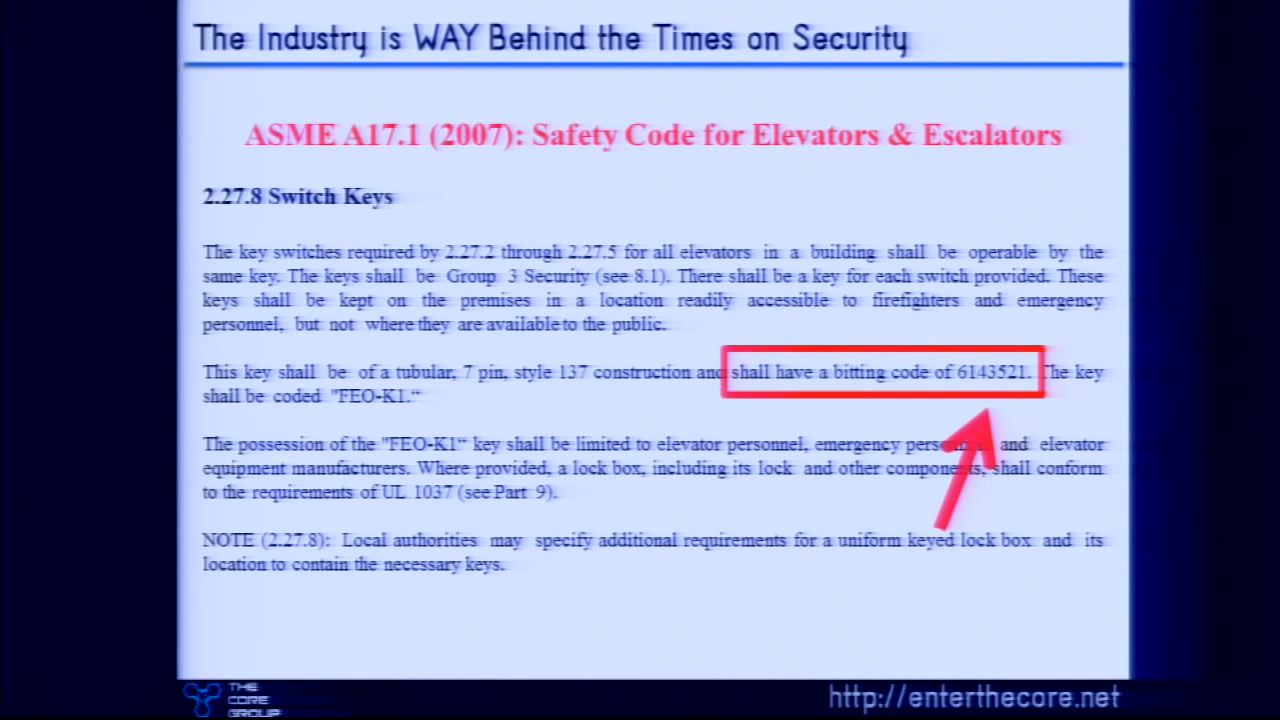 The Industry is WAY Behind the Times on Security
ASME A17.1 (2007): Safety Code for Elevators & Escalators
2.27.8 Switch Keys
The key switches required by 2.27.2 through 2.27.5 for all elevators in a building shall be operable by the
same key. The keys shall be Group 3 Security (see 8.1). There shall be a key for each switch provided. These
keys shall be kept on the premises in a location readily accessible to firefighters and emergency
personnel, but not where they are available to the public.
This key shall be of a tubular, 7 pin, style 137 construction and shall have a bitting code of 6143521. The key
shall be coded "FEO-K1.“
The possession of the "FEO-K1“ key shall be limited to elevator personnel, emergency personnel, and elevator
equipment manufacturers. Where provided, a lock box, including its lock and other components, shall conform
to the requirements of UL 1037 (see Part 9).
NOTE (2.27.8): Local authorities may specify additional requirements for a uniform keyed lock box and its
location to contain the necessary keys.
THE
CORE
GROUP
http://enterthecore.net